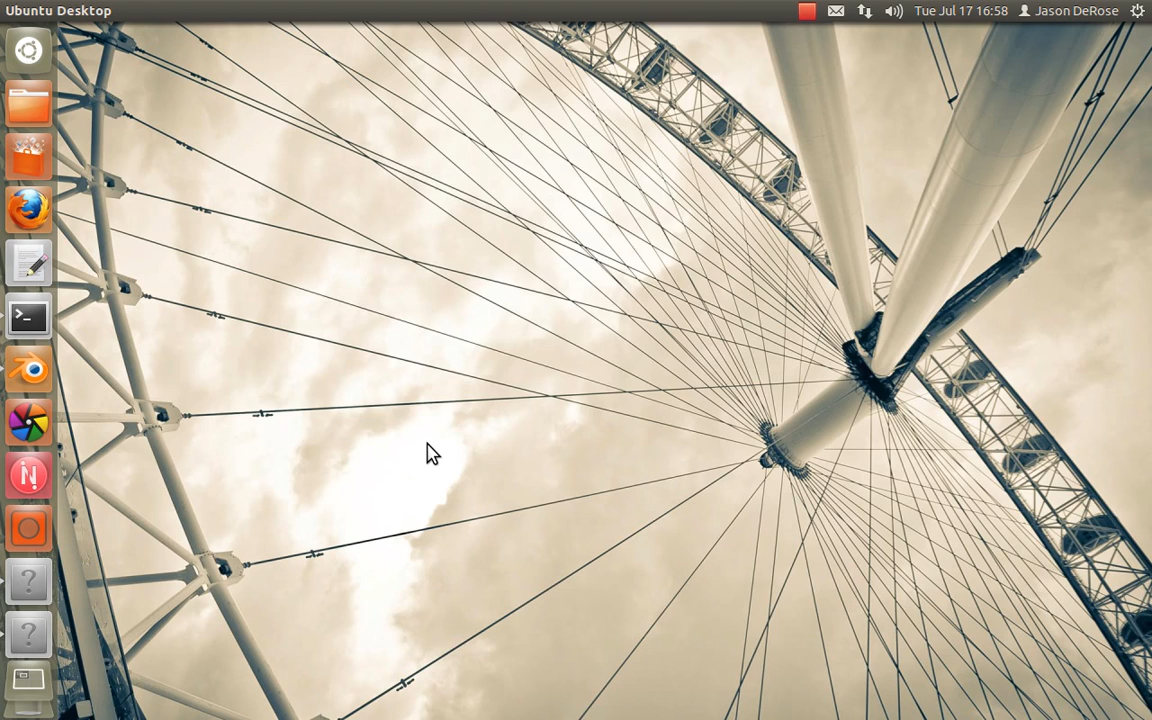 Ubuntu Desktop
Tue Jul 17 16:58
Jason DeRose
>_
N
?
?